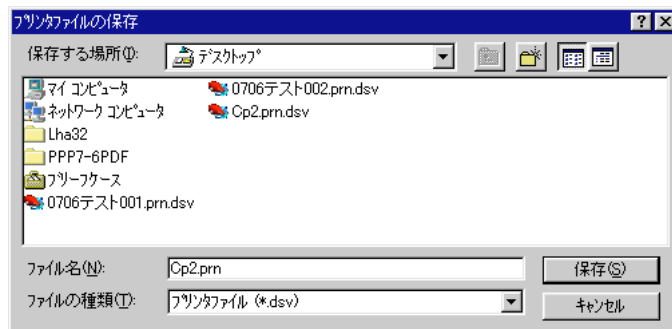 プリンタファイルの保存
保存する場所(I):
デスクトップ
マイ コンピュータ
ネットワーク コンピュータ
Lha32
PPP7-6PDF
ブリーフケース
0706テスト001.prn.dsv
0706テスト002.prn.dsv
Cp2.prn.dsv
ファイル名(N):
Cp2.prn
保存(S)
ファイルの種類(T):
プリンタファイル (*.dsv)
キャンセル